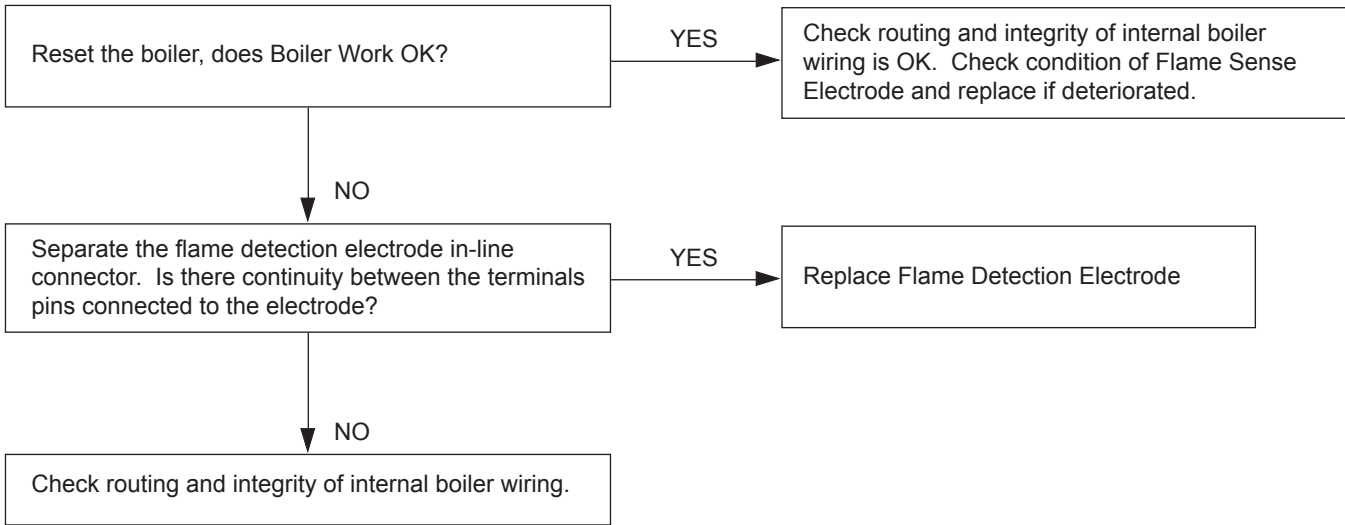 Reset the boiler, does Boiler Work OK?
YES
Check routing and integrity of internal boiler
wiring is OK.  Check condition of Flame Sense
Electrode and replace if deteriorated.
NO
Separate the flame detection electrode in-line
connector.  Is there continuity between the terminals
pins connected to the electrode?
YES
Replace Flame Detection Electrode
NO
Check routing and integrity of internal boiler wiring.